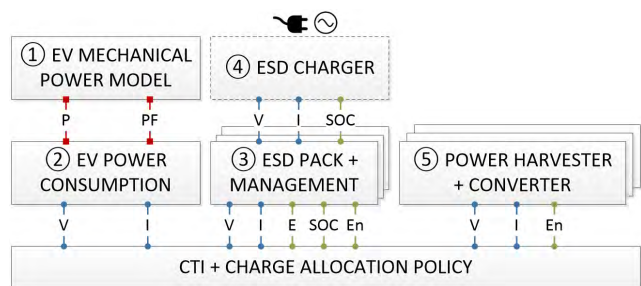 ① EV MECHANICAL
POWER MODEL
④ ESD CHARGER
P PF
V I SOC
② EV POWER
CONSUMPTION
③ ESD PACK +
MANAGEMENT
⑤ POWER HARVESTER
+ CONVERTER
V I
V I E SOC En
V I En
CTI + CHARGE ALLOCATION POLICY